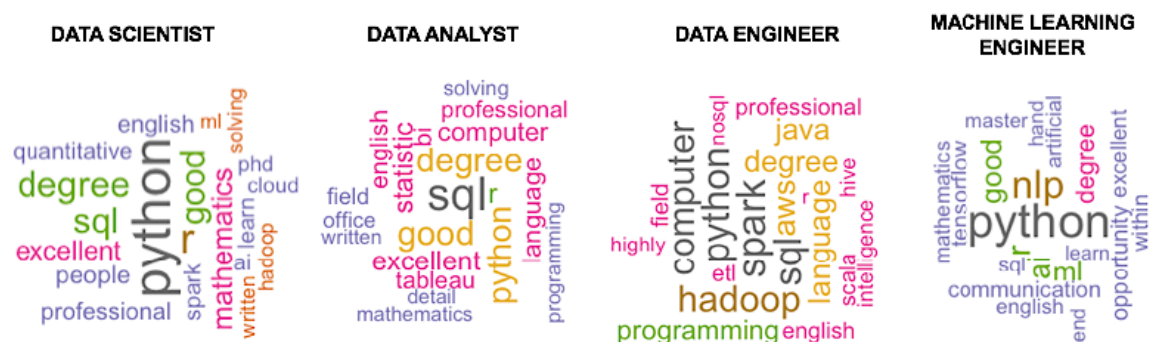 DATA SCIENTIST
english
ml
solving
quantitative
python
good
phd
degree
mathematics
cloud
sql
r
learn
excellent
ai
hadoop
people
spark
written
professional
DATA ANALYST
solving
professional
english
statistic
bi
computer
degree
language
field
sql
r
office
written
good
python
programming
excellent
tableau
detail
mathematics
DATA ENGINEER
nosql
professional
computer
java
python
degree
spark
hive
field
r
aws
language
highly
sql
intelligence
etl
scala
hadoop
programming
english
MACHINE LEARNING
ENGINEER
master
hand
artificial
excellent
mathematics
tensorflow
good
degree
nlp
python
within
r
learn
opportunity
sql
ai
ml
communication
english
end